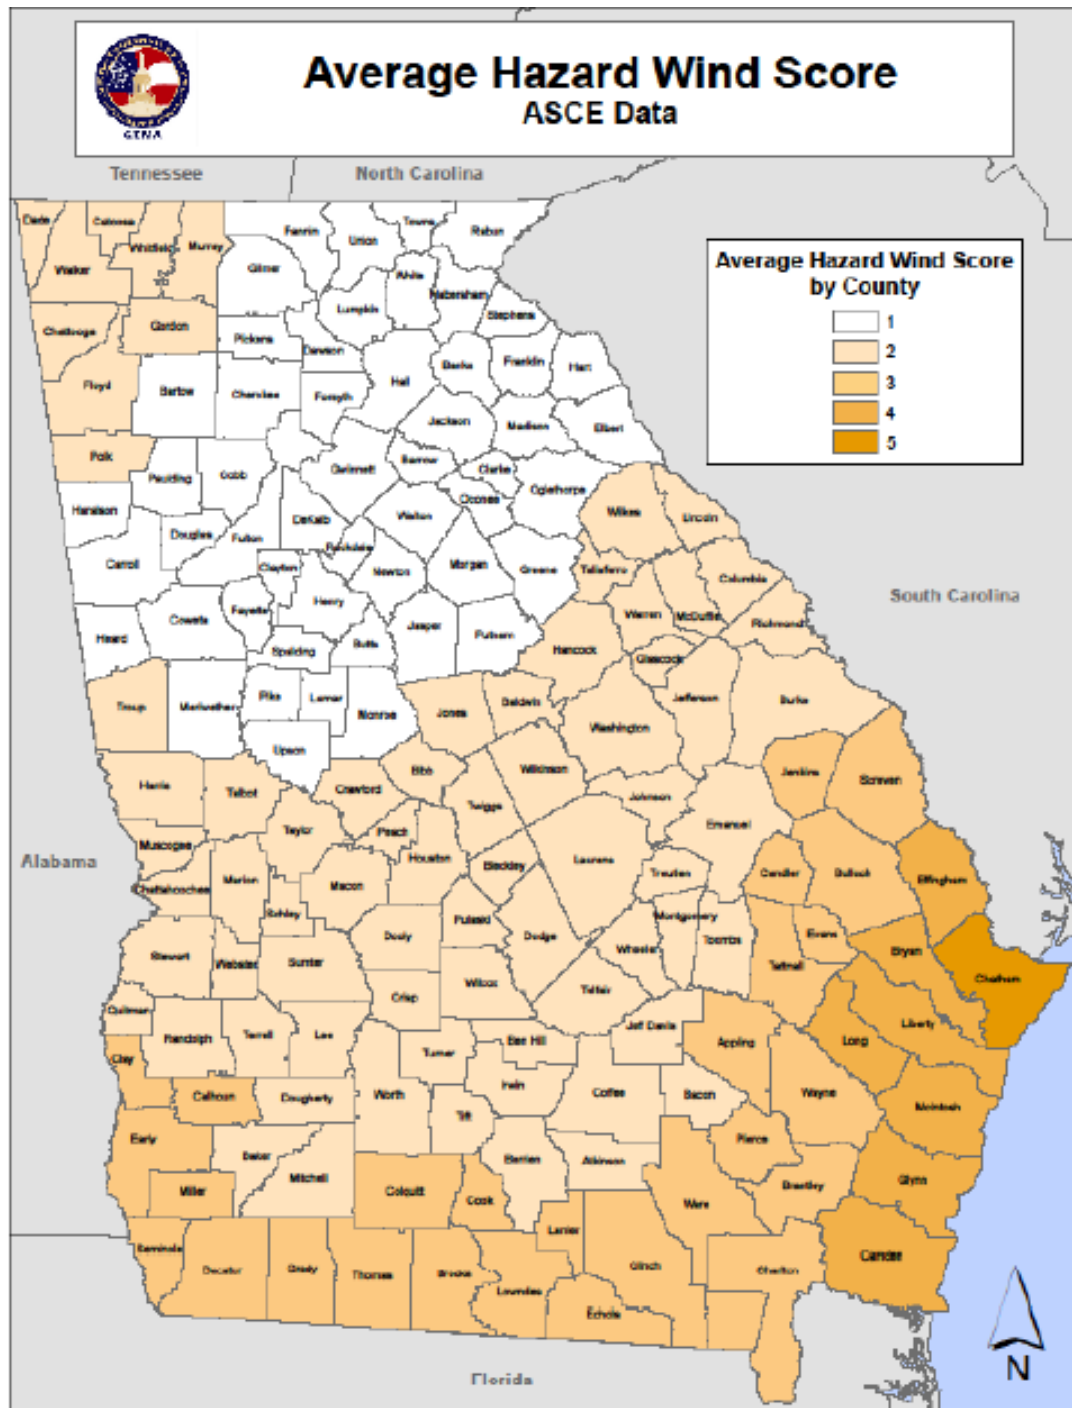 GEMA
Average Hazard Wind Score
ASCE Data
Tennessee
North Carolina
Average Hazard Wind Score
by County
1
2
3
4
5
Dade
Catoosa
Whitfield
Murray
Fannin
Union
Towns
Rabun
Walker
Gilmer
White
Habersham
Lumpkin
Stephens
Chattooga
Gordon
Pickens
Dawson
Banks
Franklin
Hart
Floyd
Bartow
Cherokee
Forsyth
Hall
Jackson
Madison
Elbert
Polk
Paulding
Cobb
Gwinnett
Barrow
Clarke
Oconee
Oglethorpe
Haralson
Douglas
Fulton
DeKalb
Rockdale
Walton
Wilkes
Lincoln
Carroll
Clayton
Newton
Morgan
Greene
Taliaferro
Columbia
Fayette
Henry
Warren
McDuffie
South Carolina
Heard
Coweta
Spalding
Butts
Jasper
Putnam
Richmond
Hancock
Glascock
Troup
Meriwether
Pike
Lamar
Monroe
Jones
Baldwin
Jefferson
Burke
Washington
Upson
Harris
Talbot
Crawford
Bibb
Wilkinson
Jenkins
Screven
Twiggs
Johnson
Muscogee
Taylor
Peach
Emanuel
Alabama
Chattahoochee
Marion
Macon
Houston
Bleckley
Laurens
Treutlen
Candler
Bulloch
Effingham
Schley
Pulaski
Montgomery
Dooly
Dodge
Wheeler
Toombs
Evans
Tattnall
Bryan
Stewart
Webster
Sumter
Chatham
Crisp
Wilcox
Telfair
Quitman
Randolph
Terrell
Lee
Jeff Davis
Liberty
Clay
Turner
Ben Hill
Appling
Long
Calhoun
Dougherty
Worth
Irwin
Coffee
Bacon
Wayne
McIntosh
Early
Tift
Pierce
Baker
Mitchell
Berrien
Atkinson
Miller
Colquitt
Cook
Ware
Brantley
Glynn
Seminole
Lanier
Camden
Decatur
Grady
Thomas
Brooks
Lowndes
Clinch
Charlton
Echols
Florida
N